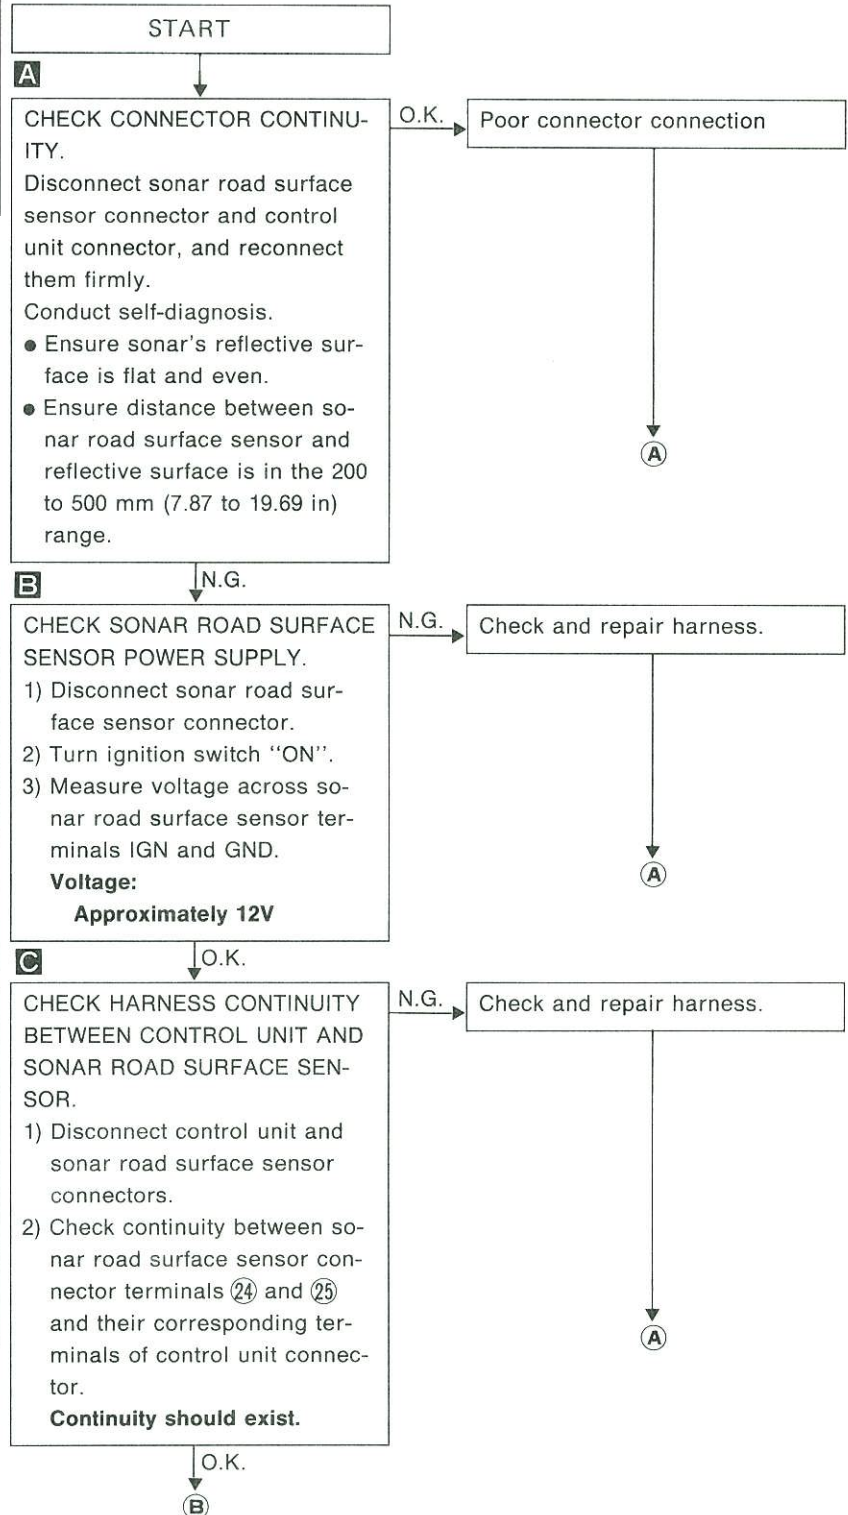 START
A
CHECK CONNECTOR CONTINU-
ITY.
Disconnect sonar road surface
sensor connector and control
unit connector, and reconnect
them firmly.
Conduct self-diagnosis.
● Ensure sonar's reflective sur-
face is flat and even.
● Ensure distance between so-
nar road surface sensor and
reflective surface is in the 200
to 500 mm (7.87 to 19.69 in)
range.
O.K.
Poor connector connection
A
N.G.
B
CHECK SONAR ROAD SURFACE
SENSOR POWER SUPPLY.
1) Disconnect sonar road sur-
face sensor connector.
2) Turn ignition switch "ON".
3) Measure voltage across so-
nar road surface sensor ter-
minals IGN and GND.
Voltage:
Approximately 12V
N.G.
Check and repair harness.
A
O.K.
C
CHECK HARNESS CONTINUITY
BETWEEN CONTROL UNIT AND
SONAR ROAD SURFACE SEN-
SOR.
1) Disconnect control unit and
sonar road surface sensor
connectors.
2) Check continuity between so-
nar road surface sensor con-
nector terminals ㉔ and ㉕
and their corresponding ter-
minals of control unit connec-
tor.
Continuity should exist.
N.G.
Check and repair harness.
A
O.K.
B